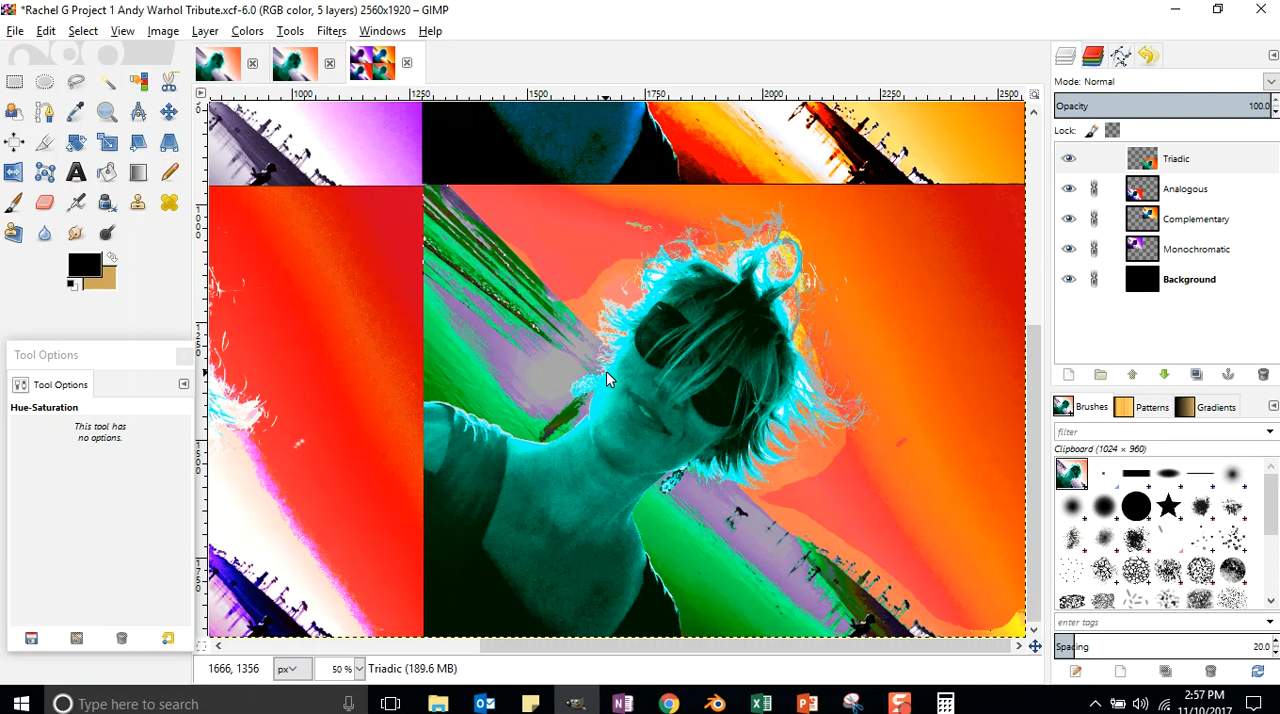 *Rachel G Project 1 Andy Warhol Tribute.xcf-6.0 (RGB color, 5 layers) 2560x1920 – GIMP
File Edit Select View Image Layer Colors Tools Filters Windows Help
Mode: Normal
1000 1250 1500 1750 2000 2250 2500
Opacity 100.0
Lock:
Triadic
Analogous
Complementary
Monochromatic
Background
Tool Options
Tool Options
Hue-Saturation
This tool has
no options.
Brushes Patterns Gradients
filter
Clipboard (1024 × 960)
enter tags
Spacing 20.0
1666, 1356 px 50 % Triadic (189.6 MB)
Type here to search
2:57 PM
11/10/2017